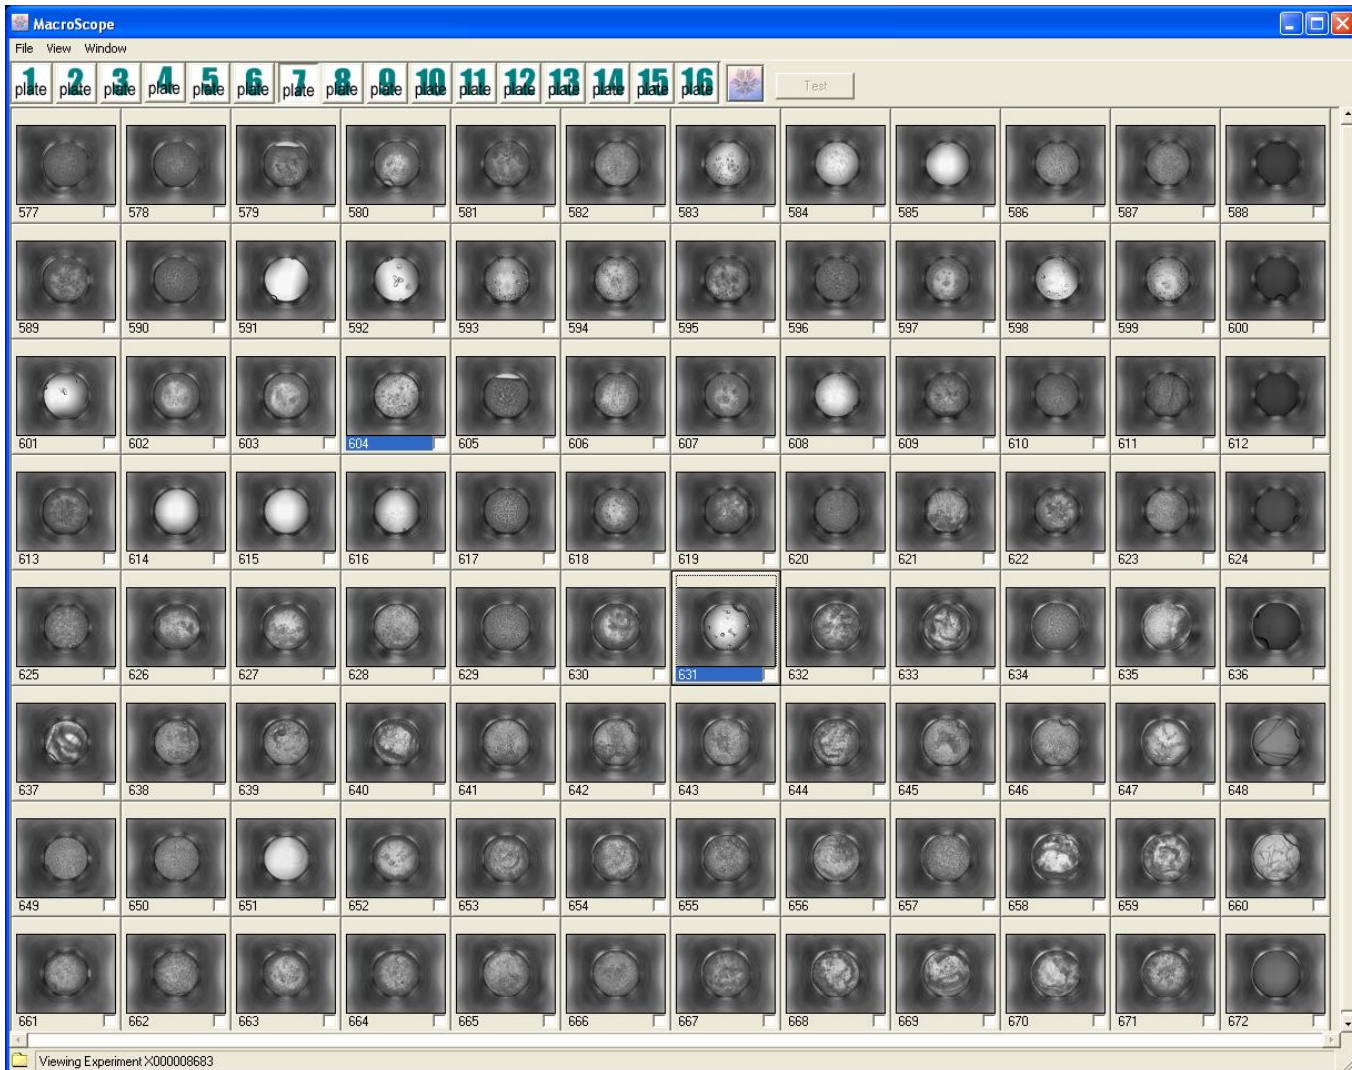 MacroScope
File View Window
1 plate 2 plate 3 plate 4 plate 5 plate 6 plate 7 plate 8 plate 9 plate 10 plate 11 plate 12 plate 13 plate 14 plate 15 plate 16 plate Test
577 578 579 580 581 582 583 584 585 586 587 588
589 590 591 592 593 594 595 596 597 598 599 600
601 602 603 604 605 606 607 608 609 610 611 612
613 614 615 616 617 618 619 620 621 622 623 624
625 626 627 628 629 630 631 632 633 634 635 636
637 638 639 640 641 642 643 644 645 646 647 648
649 650 651 652 653 654 655 656 657 658 659 660
661 662 663 664 665 666 667 668 669 670 671 672
Viewing Experiment X000008683